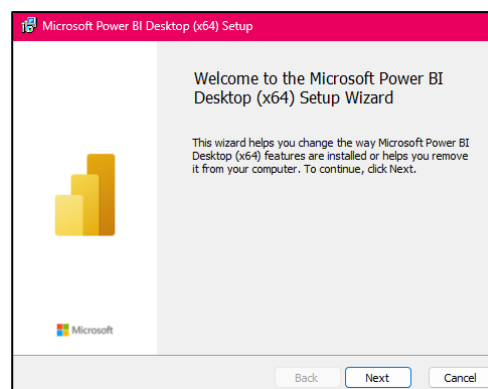 Microsoft Power BI Desktop (x64) Setup
Welcome to the Microsoft Power BI
Desktop (x64) Setup Wizard
This wizard helps you change the way Microsoft Power BI
Desktop (x64) features are installed or helps you remove
it from your computer. To continue, click Next.
Microsoft
Back Next Cancel